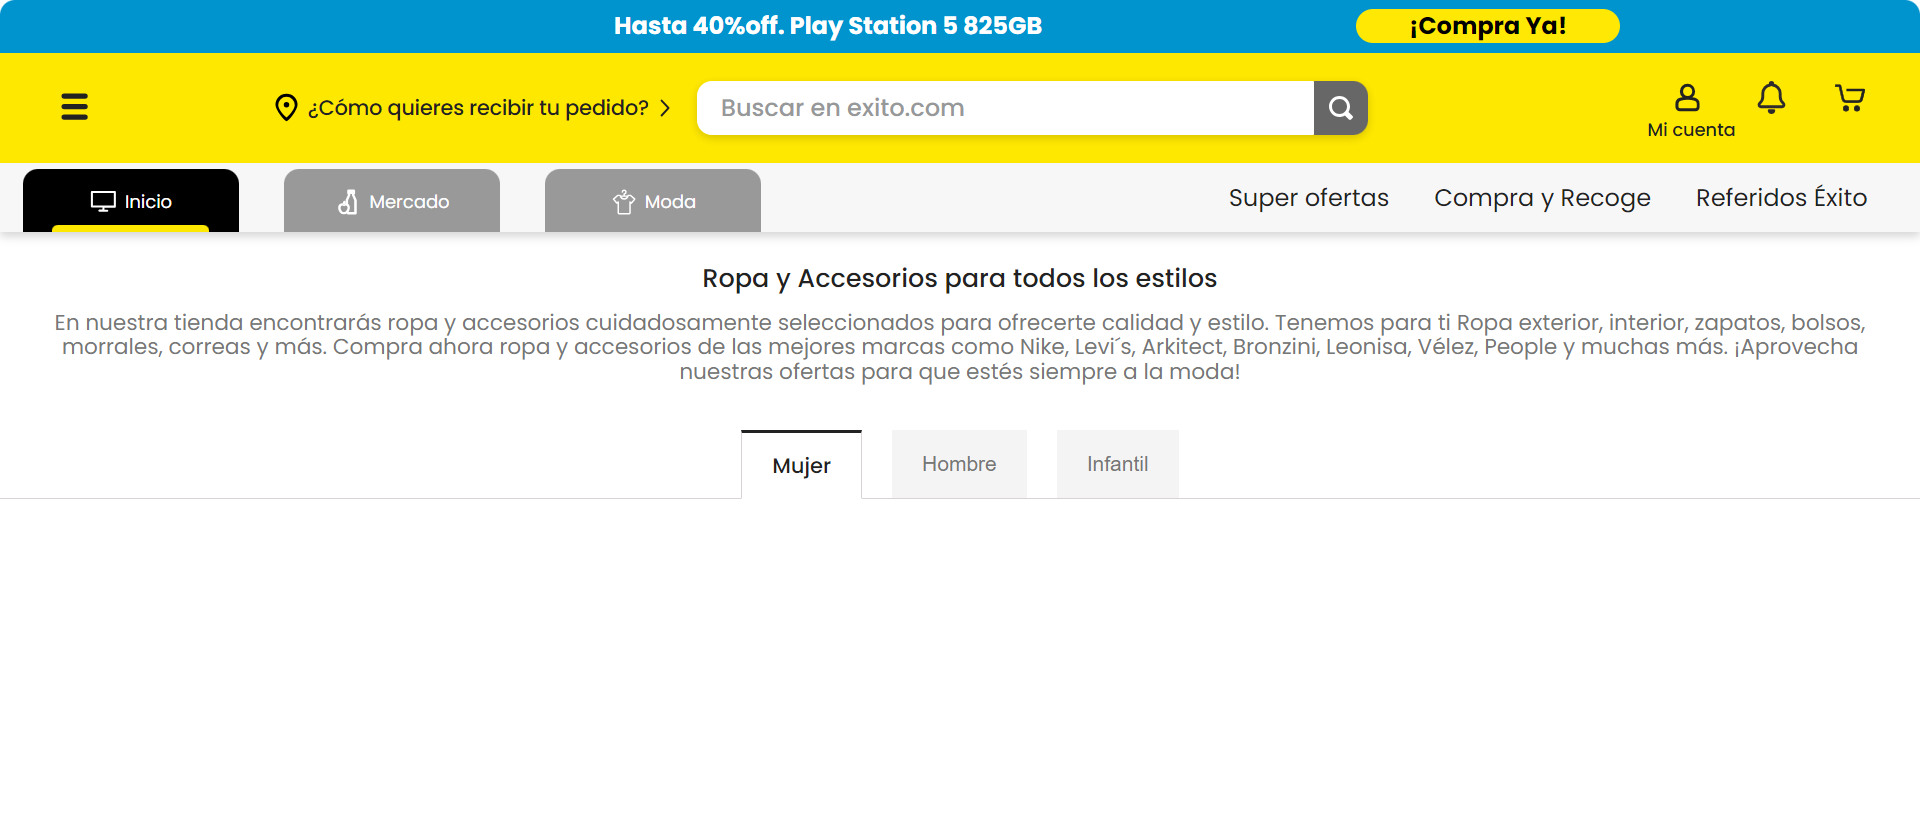 Hasta 40%off. Play Station 5 825GB
¡Compra Ya!
¿Cómo quieres recibir tu pedido?
Buscar en exito.com
Mi cuenta
Inicio
Mercado
Moda
Super ofertas
Compra y Recoge
Referidos Éxito
Ropa y Accesorios para todos los estilos
En nuestra tienda encontrarás ropa y accesorios cuidadosamente seleccionados para ofrecerte calidad y estilo. Tenemos para ti Ropa exterior, interior, zapatos, bolsos,
morrales, correas y más. Compra ahora ropa y accesorios de las mejores marcas como Nike, Levi´s, Arkitect, Bronzini, Leonisa, Vélez, People y muchas más. ¡Aprovecha
nuestras ofertas para que estés siempre a la moda!
Mujer
Hombre
Infantil